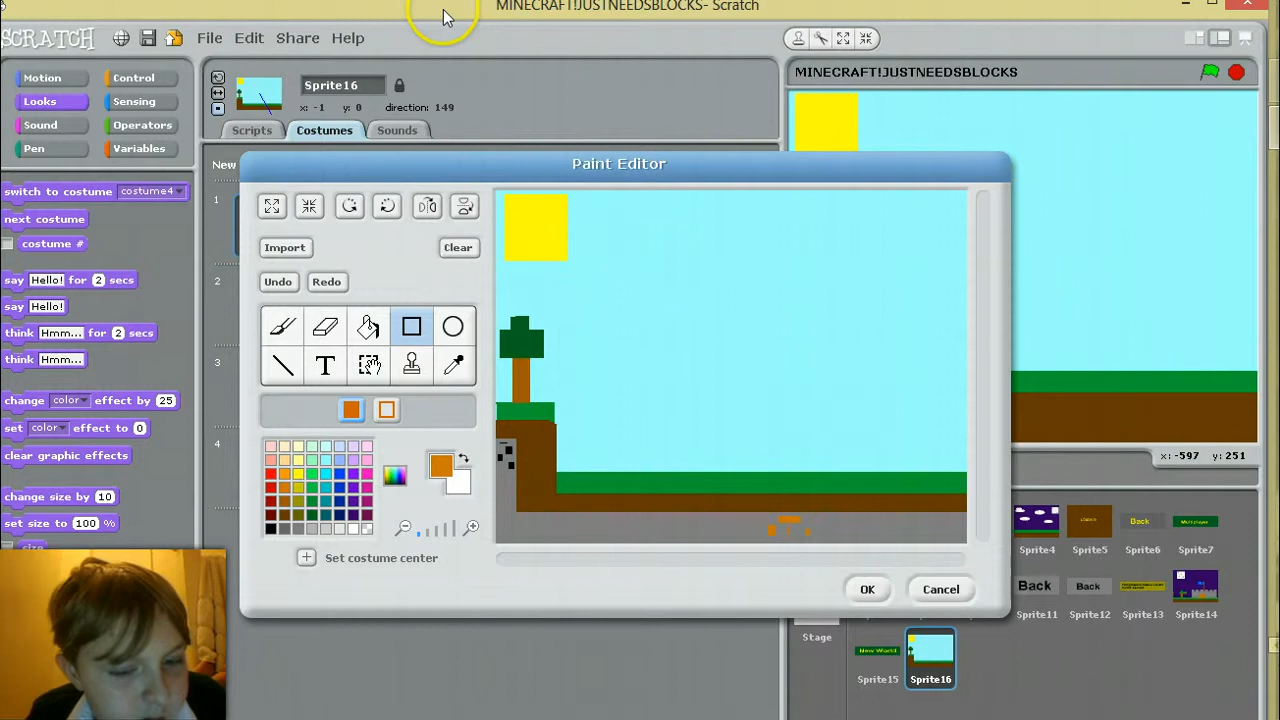 MINECRAFT!JUSTNEEDSBLOCKS- Scratch
SCRATCH File Edit Share Help
Motion Control
Looks Sensing
Sound Operators
Pen Variables
Sprite16
x: -1 y: 0 direction: 149
Scripts Costumes Sounds
New
1
2
3
4
switch to costume costume4
next costume
costume #
say Hello! for 2 secs
say Hello!
think Hmm... for 2 secs
think Hmm...
change color effect by 25
set color effect to 0
clear graphic effects
change size by 10
set size to 100 %
size
Paint Editor
Import Clear
Undo Redo
T
Set costume center
OK Cancel
MINECRAFT!JUSTNEEDSBLOCKS
x: -597 y: 251
Sprite4 Sprite5 Back Sprite6 Sprite7
Back Sprite11 Back Sprite12 Sprite13 Sprite14
Stage
New World Sprite15 Sprite16